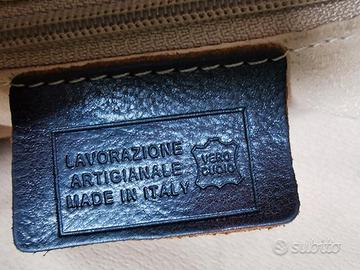 LAVORAZIONE
ARTIGIANALE
MADE IN ITALY
VERO
CUOIO
subito